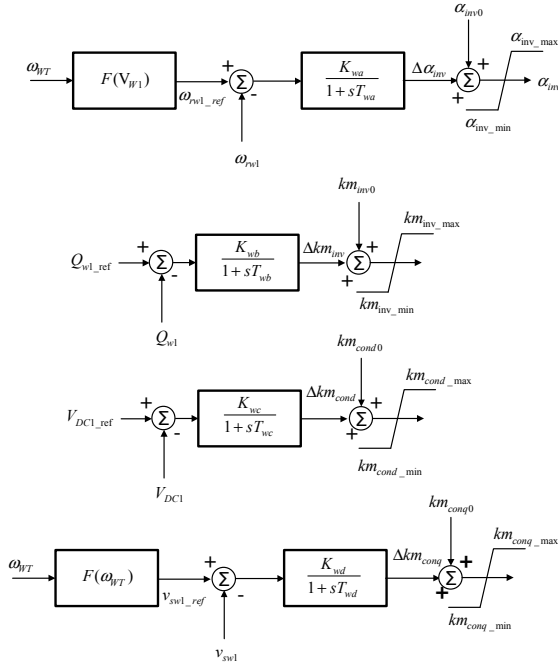 α_inv0
α_inv_max
ω_WT
F(V_W1)
+
Σ
-
K_wa
1+sT_wa
Δα_inv
+
Σ
+
α_inv
ω_rw1_ref
α_inv_min
ω_rw1
km_inv0
km_inv_max
Q_w1_ref
+
Σ
-
K_wb
1+sT_wb
Δkm_inv
+
Σ
+
km_inv_min
Q_w1
km_cond0
km_cond_max
V_DC1_ref
+
Σ
-
K_wc
1+sT_wc
Δkm_cond
+
Σ
+
km_cond_min
V_DC1
km_conq0
km_conq_max
ω_WT
F(ω_WT)
+
Σ
-
K_wd
1+sT_wd
Δkm_conq
+
Σ
+
v_sw1_ref
km_conq_min
v_sw1